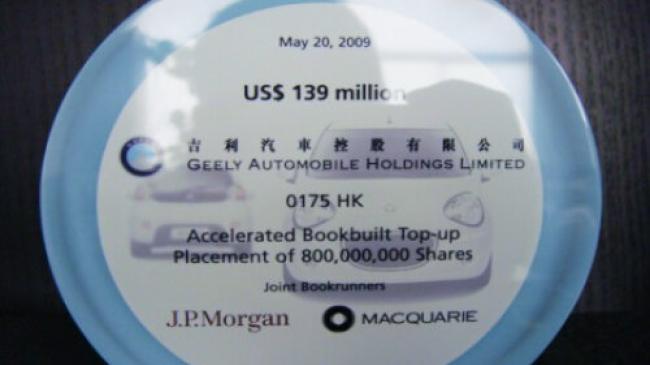 May 20, 2009
US$ 139 million
吉利汽車控股有限公司
GEELY AUTOMOBILE HOLDINGS LIMITED
0175 HK
Accelerated Bookbuilt Top-up
Placement of 800,000,000 Shares
Joint Bookrunners
J.P.Morgan MACQUARIE